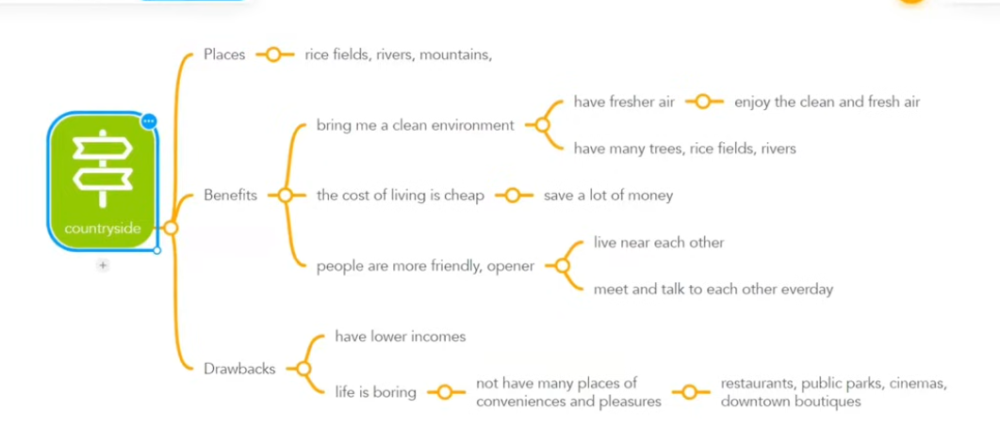 Places
rice fields, rivers, mountains,
have fresher air
enjoy the clean and fresh air
bring me a clean environment
have many trees, rice fields, rivers
Benefits
the cost of living is cheap
save a lot of money
countryside
live near each other
people are more friendly, opener
meet and talk to each other everday
have lower incomes
Drawbacks
life is boring
not have many places of
conveniences and pleasures
restaurants, public parks, cinemas,
downtown boutiques